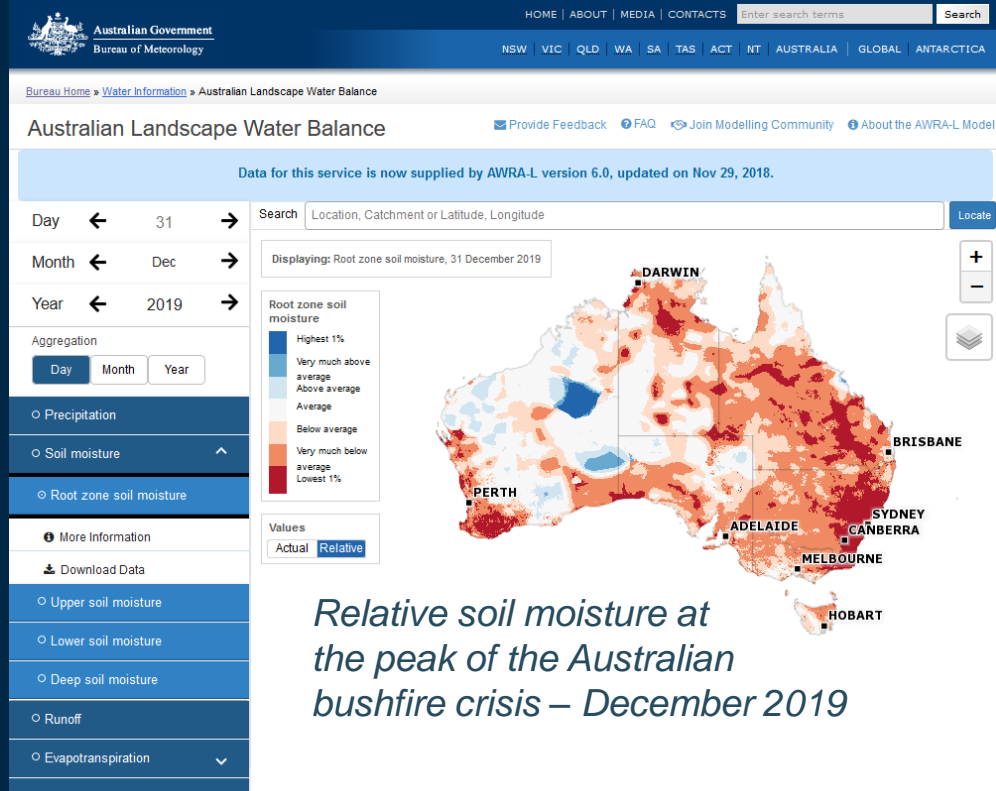 HOME | ABOUT | MEDIA | CONTACTS Enter search terms Search
Australian Government
Bureau of Meteorology
NSW | VIC | QLD | WA | SA | TAS | ACT | NT | AUSTRALIA | GLOBAL | ANTARCTICA
Bureau Home » Water Information » Australian Landscape Water Balance
Australian Landscape Water Balance
Provide Feedback FAQ Join Modelling Community About the AWRA-L Model
Data for this service is now supplied by AWRA-L version 6.0, updated on Nov 29, 2018.
Day 31
Month Dec
Year 2019
Aggregation
Day Month Year
Precipitation
Soil moisture
Root zone soil moisture
More Information
Download Data
Upper soil moisture
Lower soil moisture
Deep soil moisture
Runoff
Evapotranspiration
Search Location, Catchment or Latitude, Longitude Locate
Displaying: Root zone soil moisture, 31 December 2019
+
−
Root zone soil
moisture
Highest 1%
Very much above
average
Above average
Average
Below average
Very much below
average
Lowest 1%
Values
Actual Relative
DARWIN
BRISBANE
PERTH
SYDNEY
ADELAIDE
CANBERRA
MELBOURNE
HOBART
Relative soil moisture at
the peak of the Australian
bushfire crisis – December 2019